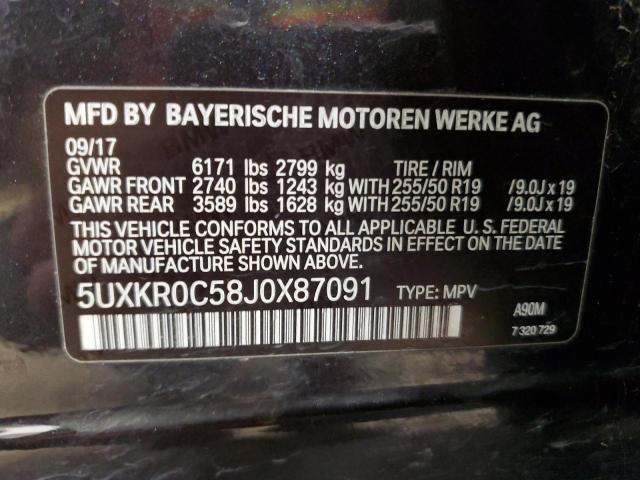 MFD BY BAYERISCHE MOTOREN WERKE AG
09/17
GVWR 6171 lbs 2799 kg TIRE / RIM
GAWR FRONT 2740 lbs 1243 kg WITH 255/50 R19 /9.0J x 19
GAWR REAR 3589 lbs 1628 kg WITH 255/50 R19 /9.0J x 19
THIS VEHICLE CONFORMS TO ALL APPLICABLE U.S. FEDERAL
MOTOR VEHICLE SAFETY STANDARDS IN EFFECT ON THE DATE
OF MANUFACTURE SHOWN ABOVE.
5UXKR0C58J0X87091 TYPE: MPV
A90M
7 320 729